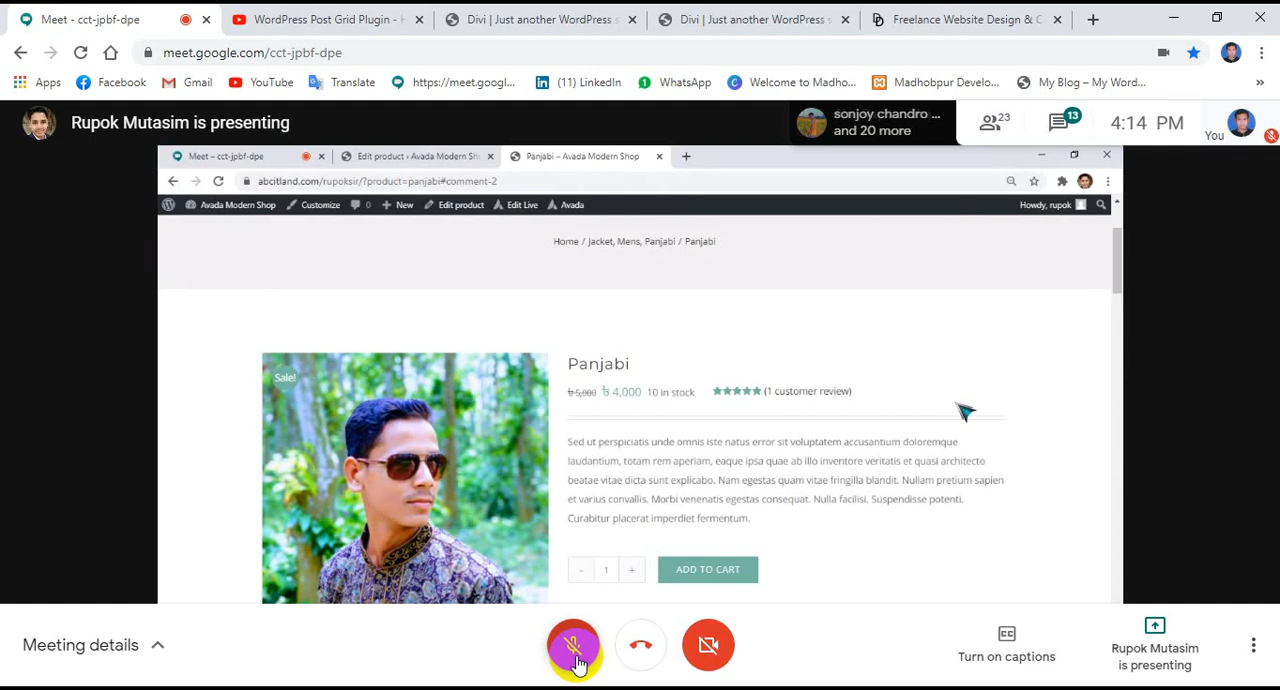 Meet - cct-jpbf-dpe
WordPress Post Grid Plugin - H
Divi | Just another WordPress s
Divi | Just another WordPress s
Freelance Website Design & C
meet.google.com/cct-jpbf-dpe
Apps
Facebook
Gmail
YouTube
Translate
https://meet.googl...
(11) LinkedIn
WhatsApp
Welcome to Madho...
Madhobpur Develo...
My Blog – My Word...
»
Rupok Mutasim is presenting
sonjoy chandro ...
and 20 more
23
13
4:14 PM
You
Meet – cct-jpbf-dpe
Edit product ‹ Avada Modern Sho
Panjabi – Avada Modern Shop
abcitland.com/rupoksir/?product=panjabi#comment-2
Avada Modern Shop
Customize
0
New
Edit product
Edit Live
Avada
Howdy, rupok
Home / Jacket, Mens, Panjabi / Panjabi
Sale!
Panjabi
৳ 5,000 ৳ 4,000 10 in stock
(1 customer review)
Sed ut perspiciatis unde omnis iste natus error sit voluptatem accusantium doloremque
laudantium, totam rem aperiam, eaque ipsa quae ab illo inventore veritatis et quasi architecto
beatae vitae dicta sunt explicabo. Nam egestas quam vitae fringilla blandit. Nullam pretium sapien
et varius convallis. Morbi venenatis egestas consequat. Nulla facilisi. Suspendisse potenti.
Curabitur placerat imperdiet fermentum.
- 1 +
ADD TO CART
Meeting details
Turn on captions
Rupok Mutasim
is presenting